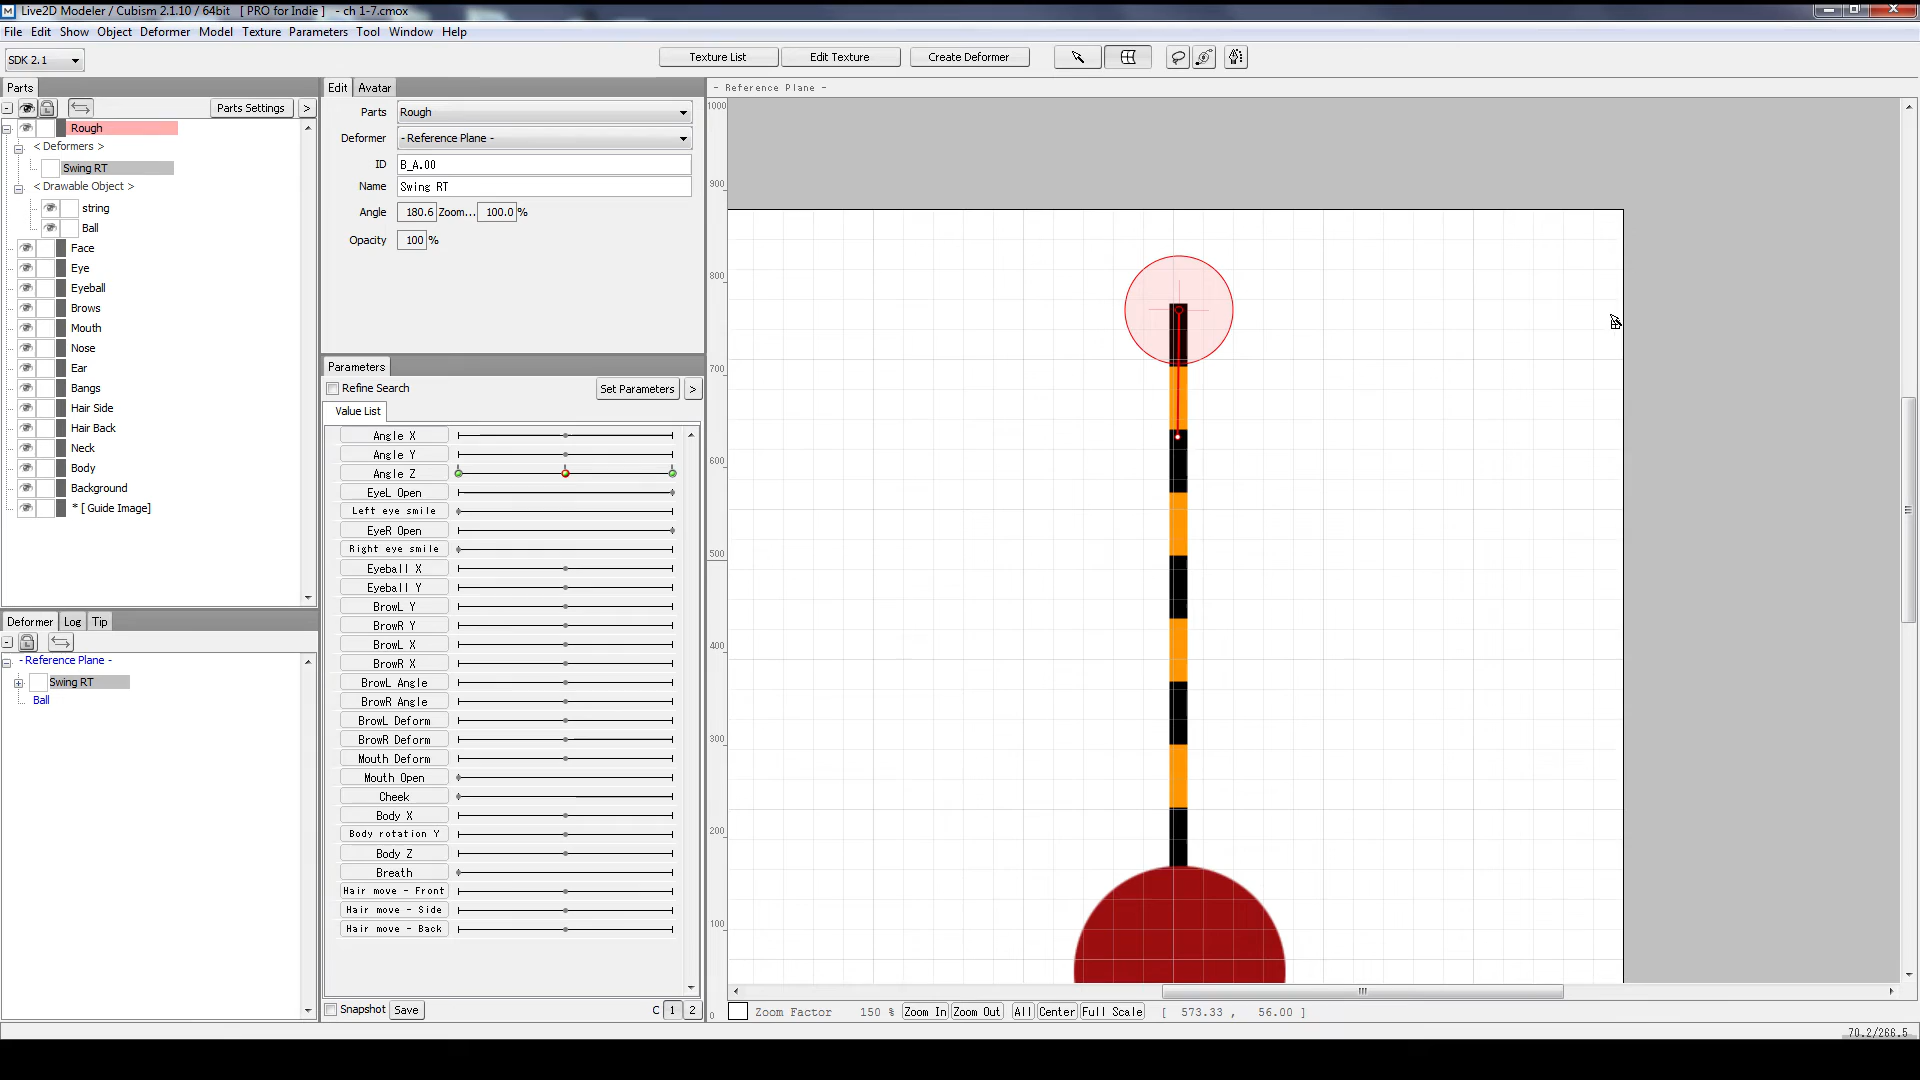 Live2D Modeler / Cubism 2.1.10 / 64bit   [ PRO for Indie ]   - ch 1-7.cmox
File Edit Show Object Deformer Model Texture Parameters Tool Window Help
SDK 2.1
Texture List Edit Texture Create Deformer
Parts
Parts Settings >
Rough
< Deformers >
Swing RT
< Drawable Object >
string
Ball
Face
Eye
Eyeball
Brows
Mouth
Nose
Ear
Bangs
Hair Side
Hair Back
Neck
Body
Background
* [ Guide Image]
Deformer Log Tip
- Reference Plane -
Swing RT
Ball
Edit Avatar
Parts Rough
Deformer - Reference Plane -
ID B_A.00
Name Swing RT
Angle 180.6 Zoom... 100.0 %
Opacity 100 %
Parameters
Refine Search Set Parameters >
Value List
Angle X
Angle Y
Angle Z
EyeL Open
Left eye smile
EyeR Open
Right eye smile
Eyeball X
Eyeball Y
BrowL Y
BrowR Y
BrowL X
BrowR X
BrowL Angle
BrowR Angle
BrowL Deform
BrowR Deform
Mouth Deform
Mouth Open
Cheek
Body X
Body rotation Y
Body Z
Breath
Hair move - Front
Hair move - Side
Hair move - Back
Snapshot Save C 1 2
- Reference Plane -
1000
900
800
700
600
500
400
300
200
100
0
Zoom Factor 150 % Zoom In Zoom Out All Center Full Scale [ 573.33 , 56.00 ]
70.2/266.5